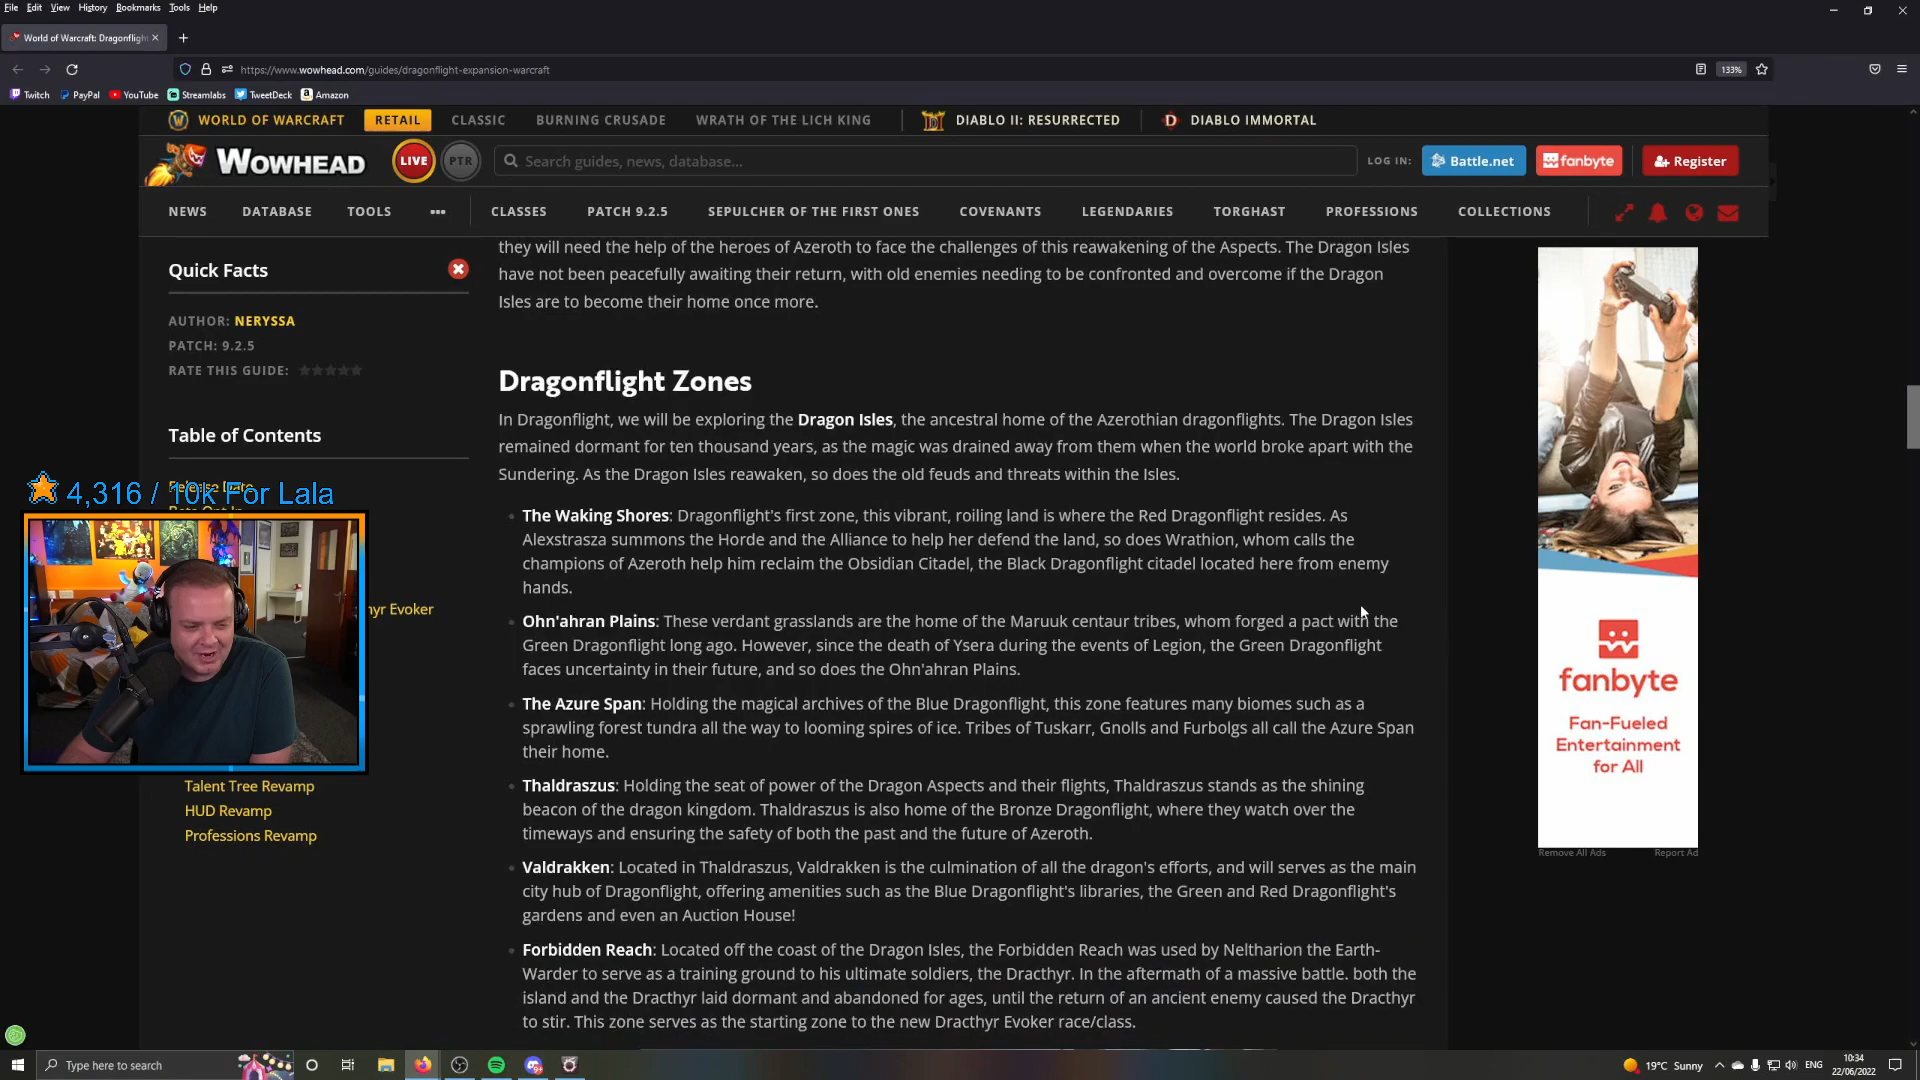 File Edit View History Bookmarks Tools Help
World of Warcraft: Dragonfligh
https://www.wowhead.com/guides/dragonflight-expansion-warcraft
133%
Twitch PayPal YouTube Streamlabs TweetDeck Amazon
WORLD OF WARCRAFT RETAIL CLASSIC BURNING CRUSADE WRATH OF THE LICH KING DIABLO II: RESURRECTED DIABLO IMMORTAL
WOWHEAD LIVE PTR Search guides, news, database... LOG IN: Battle.net fanbyte Register
NEWS DATABASE TOOLS ••• CLASSES PATCH 9.2.5 SEPULCHER OF THE FIRST ONES COVENANTS LEGENDARIES TORGHAST PROFESSIONS COLLECTIONS
Quick Facts
AUTHOR: NERYSSA
PATCH: 9.2.5
RATE THIS GUIDE:
Table of Contents
Release Date
4,316 / 10k For Lala
Beta Opt In
hyr Evoker
Talent Tree Revamp
HUD Revamp
Professions Revamp
they will need the help of the heroes of Azeroth to face the challenges of this reawakening of the Aspects. The Dragon Isles
have not been peacefully awaiting their return, with old enemies needing to be confronted and overcome if the Dragon
Isles are to become their home once more.
Dragonflight Zones
In Dragonflight, we will be exploring the Dragon Isles, the ancestral home of the Azerothian dragonflights. The Dragon Isles
remained dormant for ten thousand years, as the magic was drained away from them when the world broke apart with the
Sundering. As the Dragon Isles reawaken, so does the old feuds and threats within the Isles.
• The Waking Shores: Dragonflight's first zone, this vibrant, roiling land is where the Red Dragonflight resides. As
Alexstrasza summons the Horde and the Alliance to help her defend the land, so does Wrathion, whom calls the
champions of Azeroth help him reclaim the Obsidian Citadel, the Black Dragonflight citadel located here from enemy
hands.
• Ohn'ahran Plains: These verdant grasslands are the home of the Maruuk centaur tribes, whom forged a pact with the
Green Dragonflight long ago. However, since the death of Ysera during the events of Legion, the Green Dragonflight
faces uncertainty in their future, and so does the Ohn'ahran Plains.
• The Azure Span: Holding the magical archives of the Blue Dragonflight, this zone features many biomes such as a
sprawling forest tundra all the way to looming spires of ice. Tribes of Tuskarr, Gnolls and Furbolgs all call the Azure Span
their home.
• Thaldraszus: Holding the seat of power of the Dragon Aspects and their flights, Thaldraszus stands as the shining
beacon of the dragon kingdom. Thaldraszus is also home of the Bronze Dragonflight, where they watch over the
timeways and ensuring the safety of both the past and the future of Azeroth.
• Valdrakken: Located in Thaldraszus, Valdrakken is the culmination of all the dragon's efforts, and will serves as the main
city hub of Dragonflight, offering amenities such as the Blue Dragonflight's libraries, the Green and Red Dragonflight's
gardens and even an Auction House!
• Forbidden Reach: Located off the coast of the Dragon Isles, the Forbidden Reach was used by Neltharion the Earth-
Warder to serve as a training ground to his ultimate soldiers, the Dracthyr. In the aftermath of a massive battle. both the
island and the Dracthyr laid dormant and abandoned for ages, until the return of an ancient enemy caused the Dracthyr
to stir. This zone serves as the starting zone to the new Dracthyr Evoker race/class.
fanbyte
Fan-Fueled
Entertainment
for All
Remove All Ads Report Ad
Type here to search
19°C Sunny ENG 10:34
22/06/2022